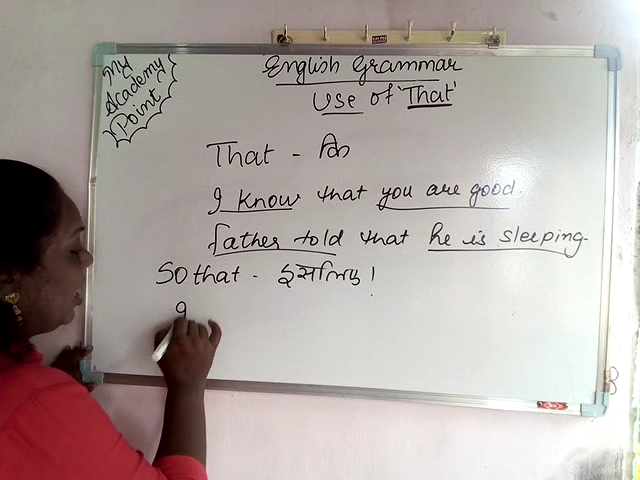 My
Academy
Point
English Grammar
Use of 'That'
That - कि
I know that you are good.
father told that he is sleeping.
So that - इसलिए।